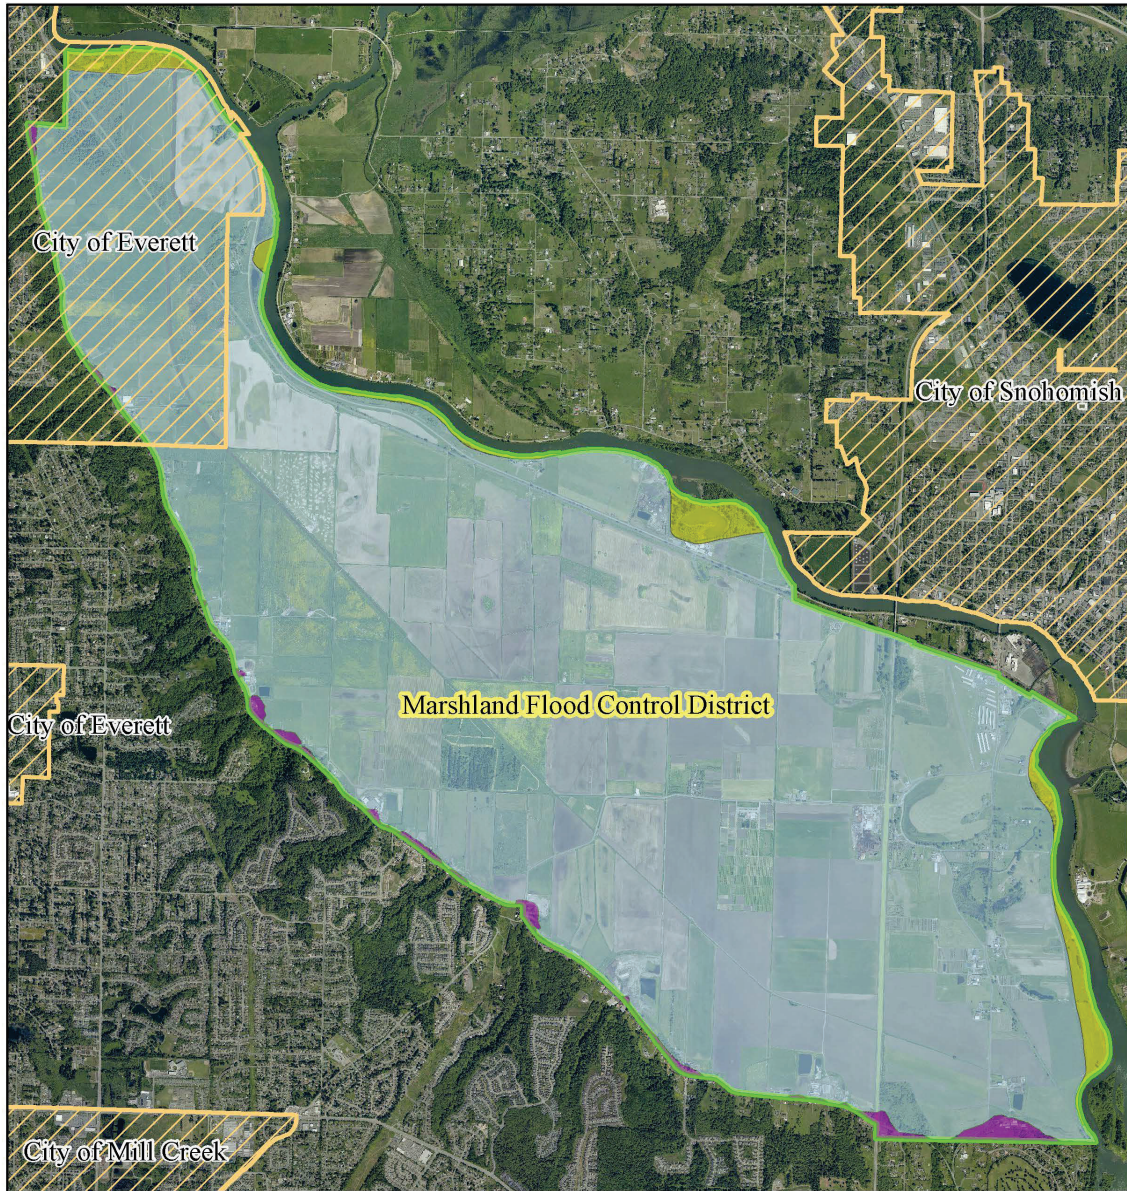 City of Everett
City of Snohomish
Marshland Flood Control District
City of Everett
City of Mill Creek